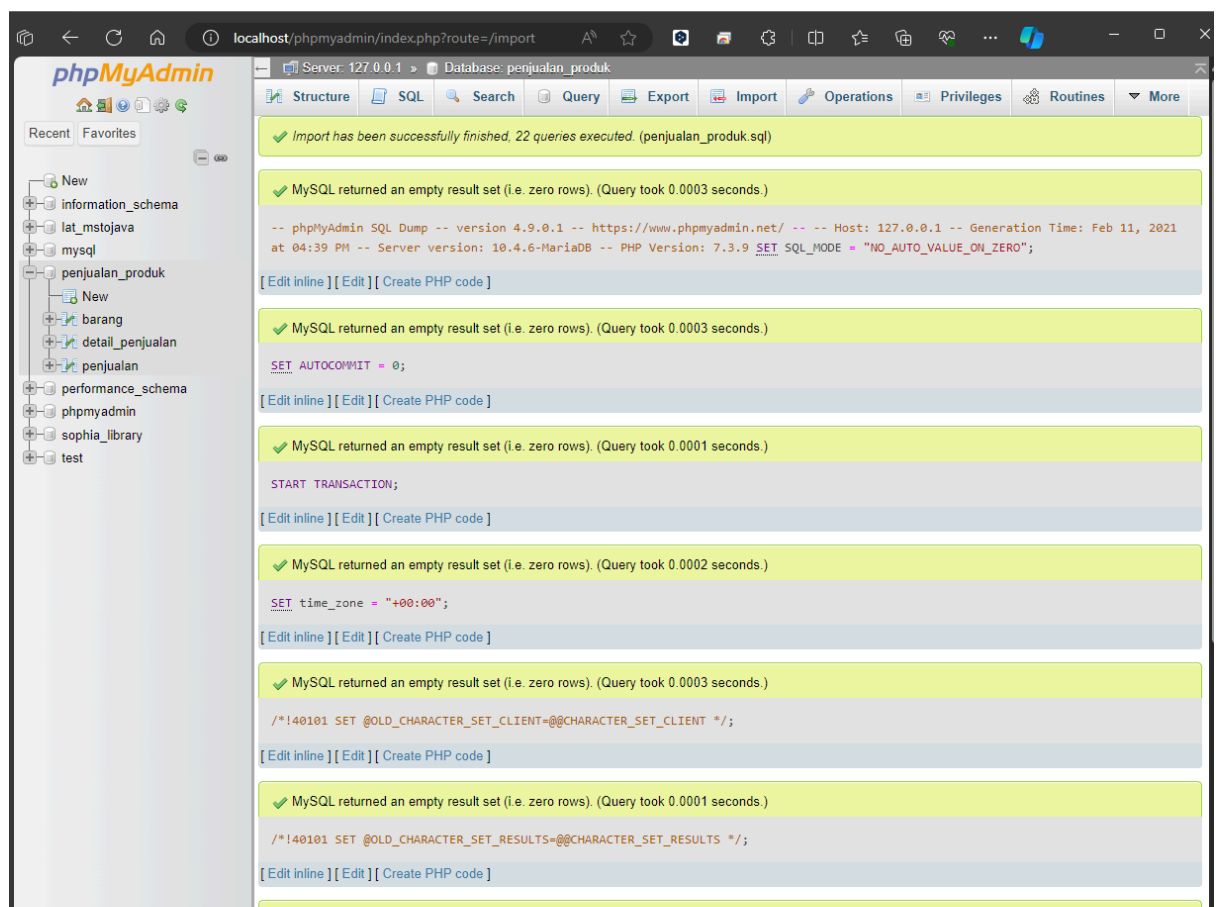 localhost/phpmyadmin/index.php?route=/import
phpMyAdmin
Recent Favorites
New
information_schema
lat_mstojava
mysql
penjualan_produk
New
barang
detail_penjualan
penjualan
performance_schema
phpmyadmin
sophia_library
test
Server: 127.0.0.1 » Database: penjualan_produk
Structure SQL Search Query Export Import Operations Privileges Routines More
Import has been successfully finished, 22 queries executed. (penjualan_produk.sql)
MySQL returned an empty result set (i.e. zero rows). (Query took 0.0003 seconds.)
-- phpMyAdmin SQL Dump -- version 4.9.0.1 -- https://www.phpmyadmin.net/ -- -- Host: 127.0.0.1 -- Generation Time: Feb 11, 2021
at 04:39 PM -- Server version: 10.4.6-MariaDB -- PHP Version: 7.3.9 SET SQL_MODE = "NO_AUTO_VALUE_ON_ZERO";
[ Edit inline ] [ Edit ] [ Create PHP code ]
MySQL returned an empty result set (i.e. zero rows). (Query took 0.0003 seconds.)
SET AUTOCOMMIT = 0;
[ Edit inline ] [ Edit ] [ Create PHP code ]
MySQL returned an empty result set (i.e. zero rows). (Query took 0.0001 seconds.)
START TRANSACTION;
[ Edit inline ] [ Edit ] [ Create PHP code ]
MySQL returned an empty result set (i.e. zero rows). (Query took 0.0002 seconds.)
SET time_zone = "+00:00";
[ Edit inline ] [ Edit ] [ Create PHP code ]
MySQL returned an empty result set (i.e. zero rows). (Query took 0.0003 seconds.)
/*!40101 SET @OLD_CHARACTER_SET_CLIENT=@@CHARACTER_SET_CLIENT */;
[ Edit inline ] [ Edit ] [ Create PHP code ]
MySQL returned an empty result set (i.e. zero rows). (Query took 0.0001 seconds.)
/*!40101 SET @OLD_CHARACTER_SET_RESULTS=@@CHARACTER_SET_RESULTS */;
[ Edit inline ] [ Edit ] [ Create PHP code ]